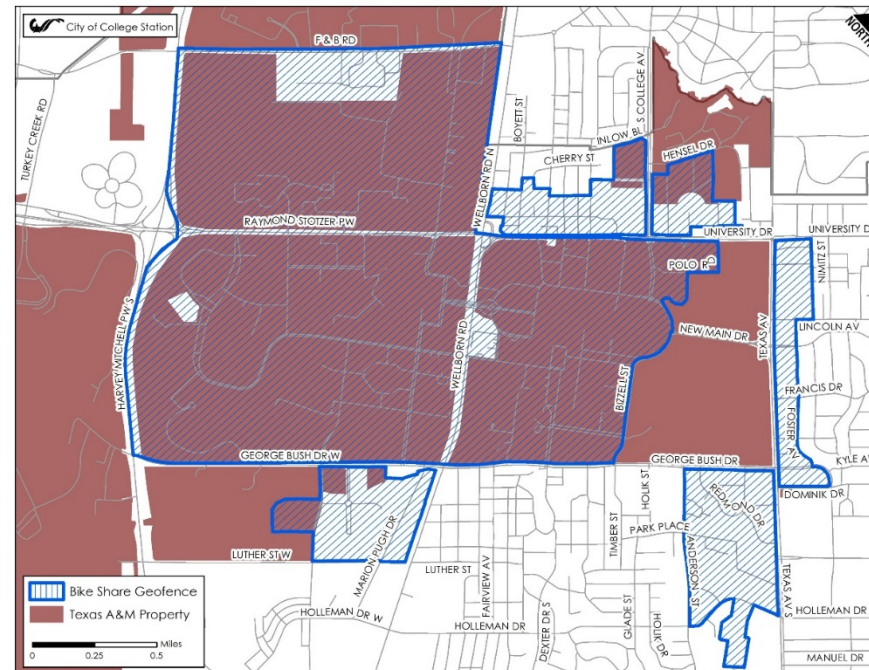 City of College Station
F & B RD
NORTH
TURKEY CREEK RD
BOYETT ST
S COLLEGE AV
INLOW BL
CHERRY ST
HENSEL DR
WELLBORN RD N
RAYMOND STOTZER PW
UNIVERSITY DR
UNIVERSITY D
POLO RD
NIMITZ ST
HARVEY MITCHELL PW S
WELLBORN RD
NEW MAIN DR
TEXAS AV
LINCOLN AV
BIZZELL ST
FRANCIS DR
FOSTER AV
GEORGE BUSH DR W
GEORGE BUSH DR
KYLE A
DOMINIK DR
HOLIK ST
REDMOND DR
MARION PUGH DR
TIMBER ST
PARK PLACE
ANDERSON ST
LUTHER ST W
LUTHER ST
FAIRVIEW AV
TEXAS AV S
Bike Share Geofence
Texas A&M Property
HOLLEMAN DR W
HOLLEMAN DR
DEXTER DR S
GLADE ST
HOLIK DR
HOLLEMAN DR
MANUEL DR
Miles
0 0.25 0.5